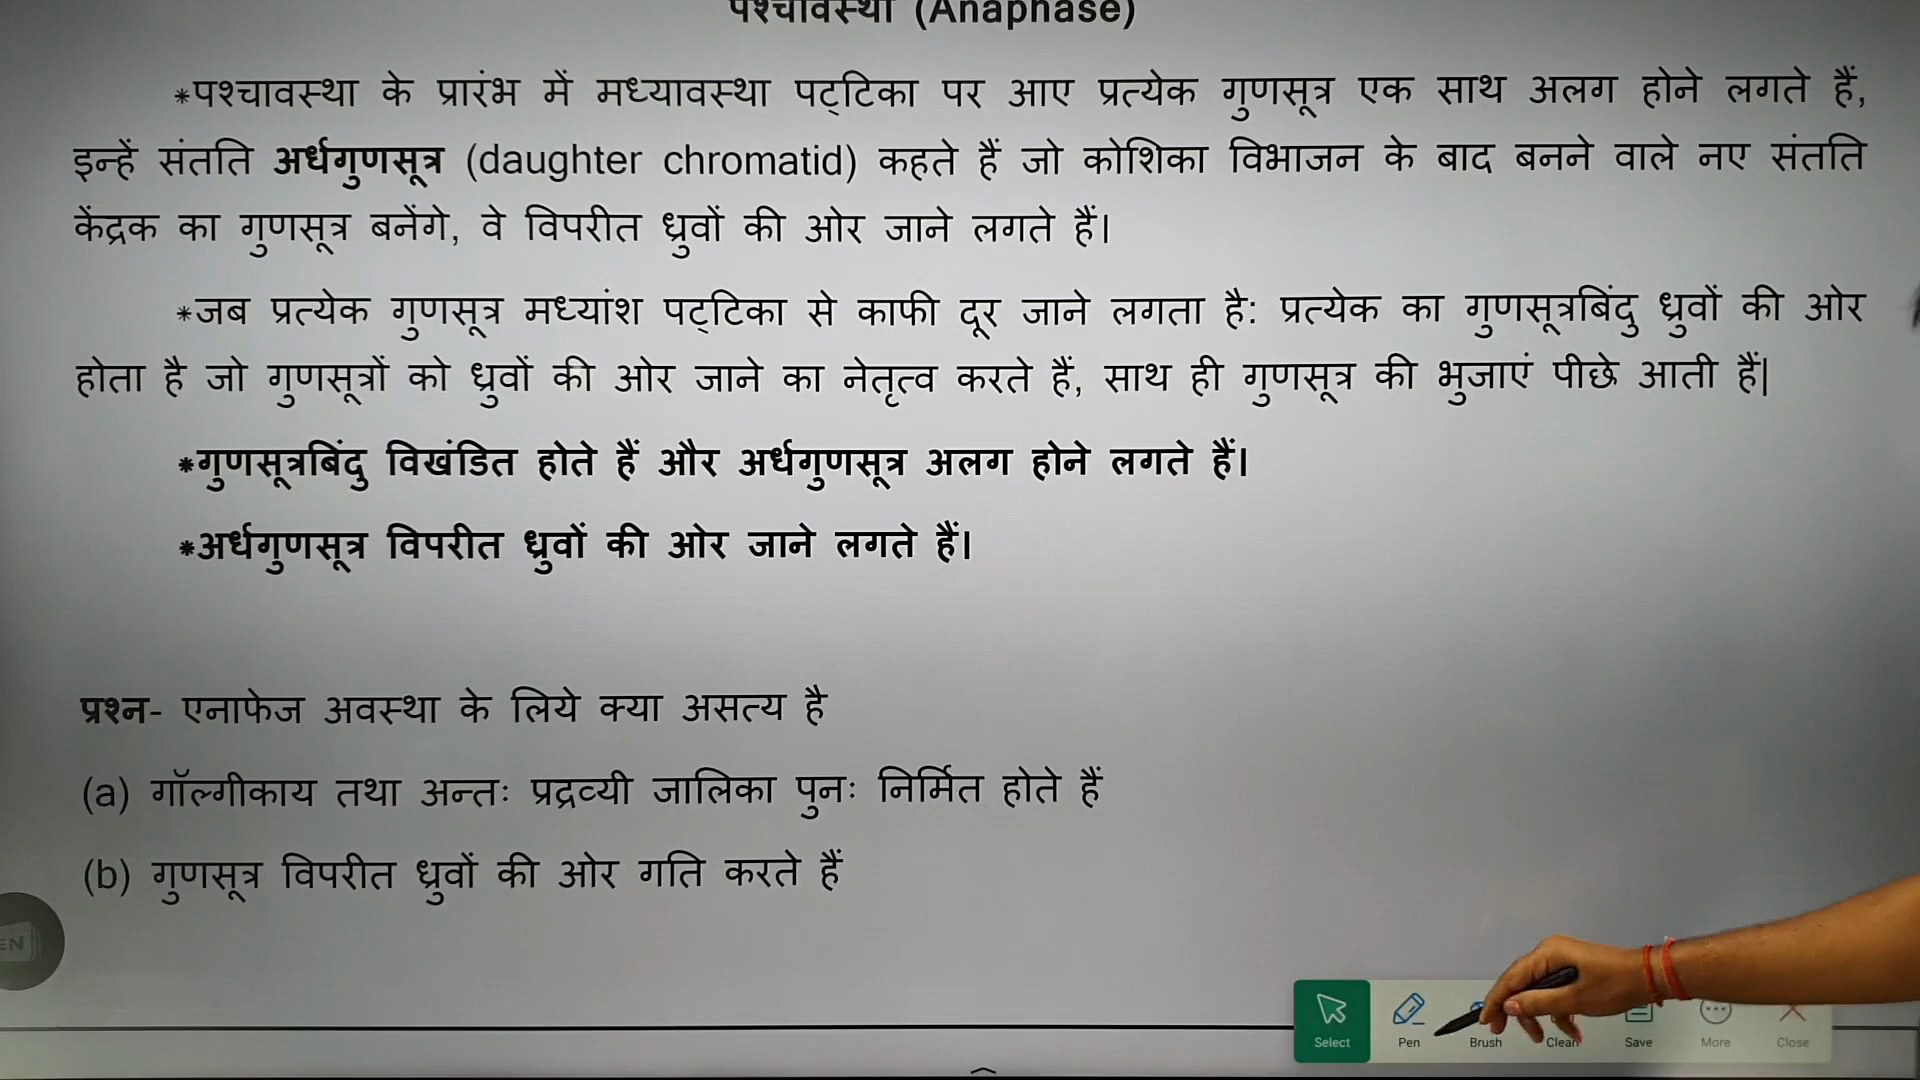 पश्चावस्था (Anaphase)
*पश्चावस्था के प्रारंभ में मध्यावस्था पट्टिका पर आए प्रत्येक गुणसूत्र एक साथ अलग होने लगते हैं,
इन्हें संतति अर्धगुणसूत्र (daughter chromatid) कहते हैं जो कोशिका विभाजन के बाद बनने वाले नए संतति
केंद्रक का गुणसूत्र बनेंगे, वे विपरीत ध्रुवों की ओर जाने लगते हैं।
*जब प्रत्येक गुणसूत्र मध्यांश पट्टिका से काफी दूर जाने लगता है: प्रत्येक का गुणसूत्रबिंदु ध्रुवों की ओर
होता है जो गुणसूत्रों को ध्रुवों की ओर जाने का नेतृत्व करते हैं, साथ ही गुणसूत्र की भुजाएं पीछे आती हैं|
*गुणसूत्रबिंदु विखंडित होते हैं और अर्धगुणसूत्र अलग होने लगते हैं।
*अर्धगुणसूत्र विपरीत ध्रुवों की ओर जाने लगते हैं।
प्रश्न- एनाफेज अवस्था के लिये क्या असत्य है
(a) गॉल्गीकाय तथा अन्तः प्रद्रव्यी जालिका पुनः निर्मित होते हैं
(b) गुणसूत्र विपरीत ध्रुवों की ओर गति करते हैं
EN
Select Pen Brush Clean Save More Close